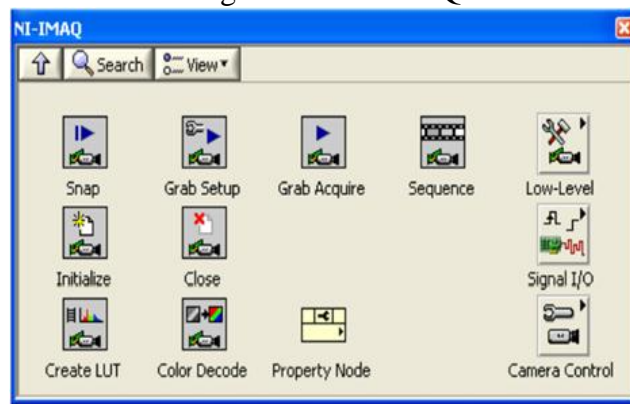 NI-IMAQ
Search View
Snap Grab Setup Grab Acquire Sequence Low-Level
Initialize Close Signal I/O
Create LUT Color Decode Property Node Camera Control